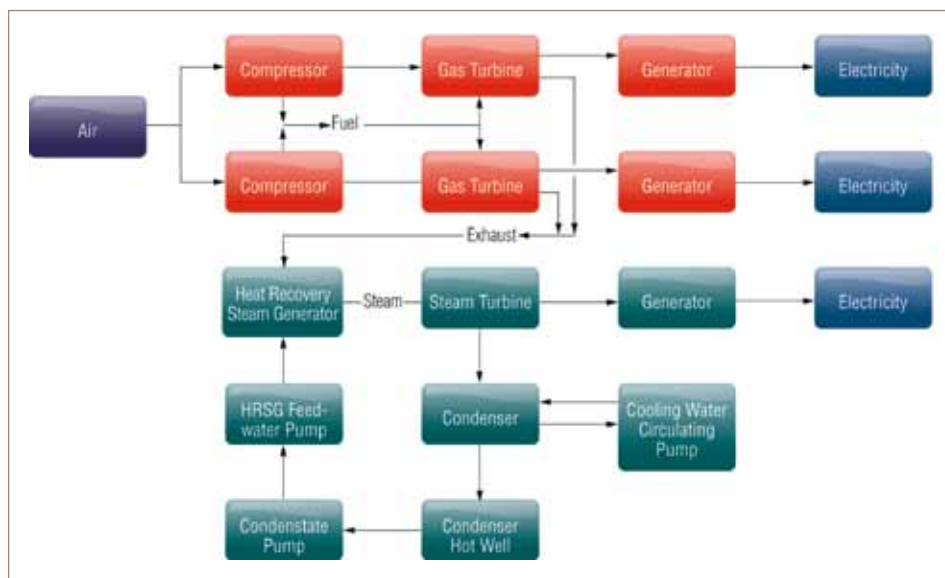 Compressor
Gas Turbine
Generator
Electricity
Air
Fuel
Compressor
Gas Turbine
Generator
Electricity
Exhaust
Heat Recovery
Steam Generator
Steam
Steam Turbine
Generator
Electricity
HRSG Feed-
water Pump
Condenser
Cooling Water
Circulating
Pump
Condenstate
Pump
Condenser
Hot Well